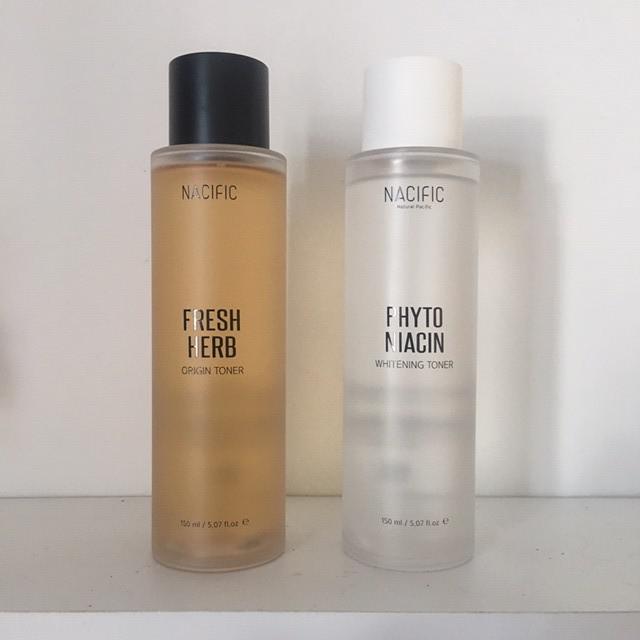 NACIFIC
FRESH
HERB
ORIGIN TONER
150 ml / 5.07 fl.oz ℮
NACIFIC
Natural Pacific
PHYTO
NIACIN
WHITENING TONER
150 ml / 5.07 fl.oz ℮